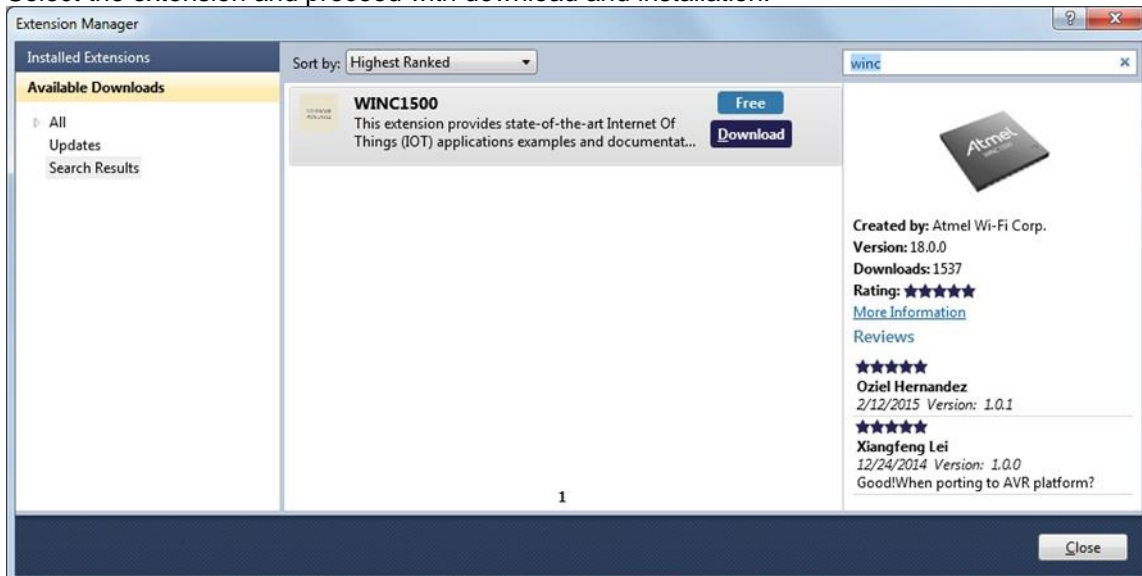 Select the extension and proceed with download and installation.
Extension Manager
Installed Extensions
Available Downloads
All
Updates
Search Results
Sort by: Highest Ranked
WINC1500
This extension provides state-of-the-art Internet Of
Things (IOT) applications examples and documentat...
Free
Download
1
winc
Atmel
Created by: Atmel Wi-Fi Corp.
Version: 18.0.0
Downloads: 1537
Rating:
More Information
Reviews
Oziel Hernandez
2/12/2015 Version: 1.0.1
Xiangfeng Lei
12/24/2014 Version: 1.0.0
Good!When porting to AVR platform?
Close